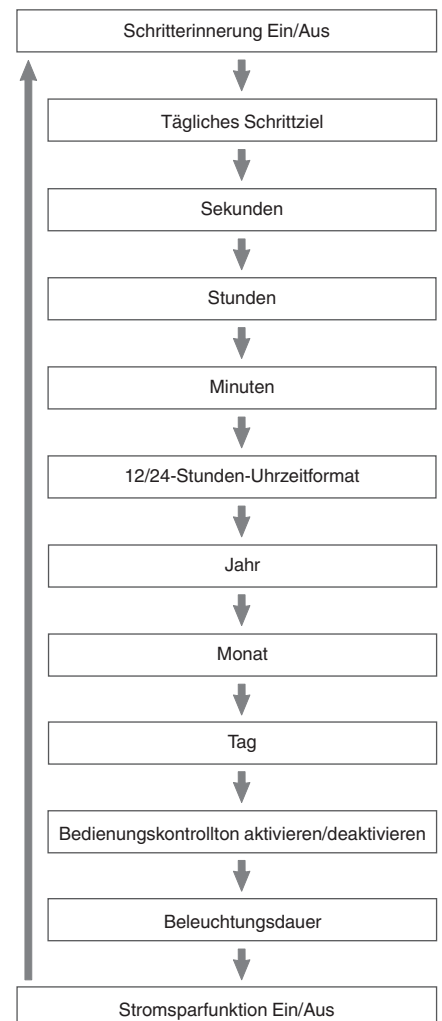 Schritterinnerung Ein/Aus
Tägliches Schrittziel
Sekunden
Stunden
Minuten
12/24-Stunden-Uhrzeitformat
Jahr
Monat
Tag
Bedienungskontrollton aktivieren/deaktivieren
Beleuchtungsdauer
Stromsparfunktion Ein/Aus